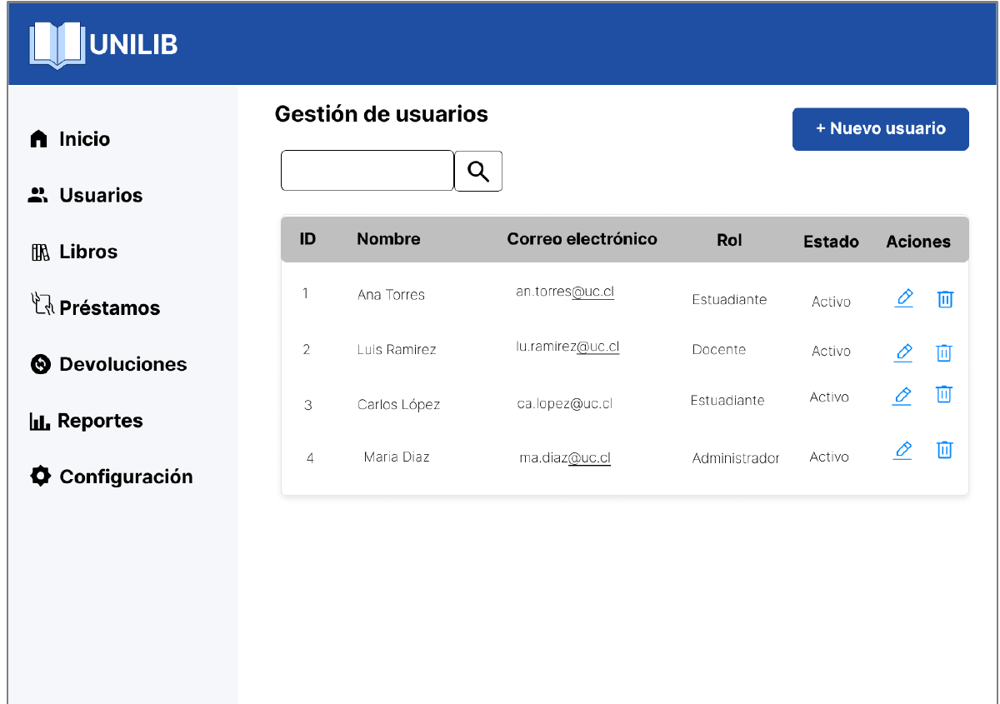 UNILIB
Inicio
Usuarios
Libros
Préstamos
Devoluciones
Reportes
Configuración
Gestión de usuarios
+ Nuevo usuario
ID Nombre Correo electrónico Rol Estado Aciones
1 Ana Torres an.torres@uc.cl Estuadiante Activo
2 Luis Ramirez lu.ramirez@uc.cl Docente Activo
3 Carlos López ca.lopez@uc.cl Estuadiante Activo
4 Maria Diaz ma.diaz@uc.cl Administrador Activo